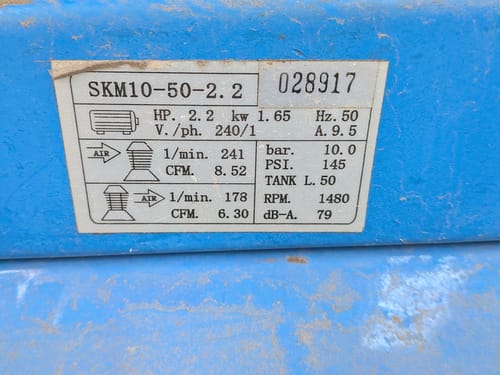 SKM10-50-2.2 028917
HP. 2.2 kw 1.65 Hz. 50
V./ph. 240/1 A. 9.5
AIR 1/min. 241
CFM. 8.52
AIR 1/min. 178
CFM. 6.30
bar. 10.0
PSI. 145
TANK L. 50
RPM. 1480
dB-A. 79